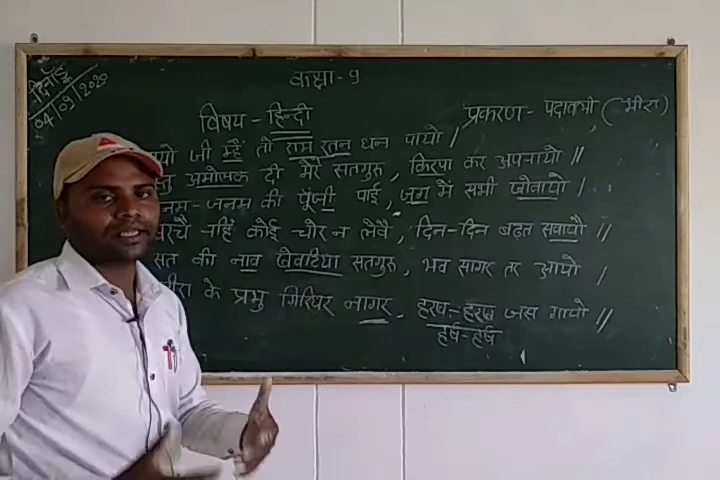 दिनाँक
04/09/2020
कक्षा - 9
विषय - हिन्दी
प्रकरण - पदावली (मीरा)
यो जी म्हैं तो राम रतन धन पायो /
अमोलक दी मेरे सतगुरु, किरपा कर अपनायो //
नम - जनम की पूँजी पाई, जग में सभी खोवायो /
खरचै नहिं कोई चोर न लेवै, दिन-दिन बढ़त सवायौ //
सत की नाव खेवटिया सतगुरु, भव सागर तर आयो /
ीरा के प्रभु गिरिधर नागर, हरख-हरख जस गायो //
हर्ष-हर्ष